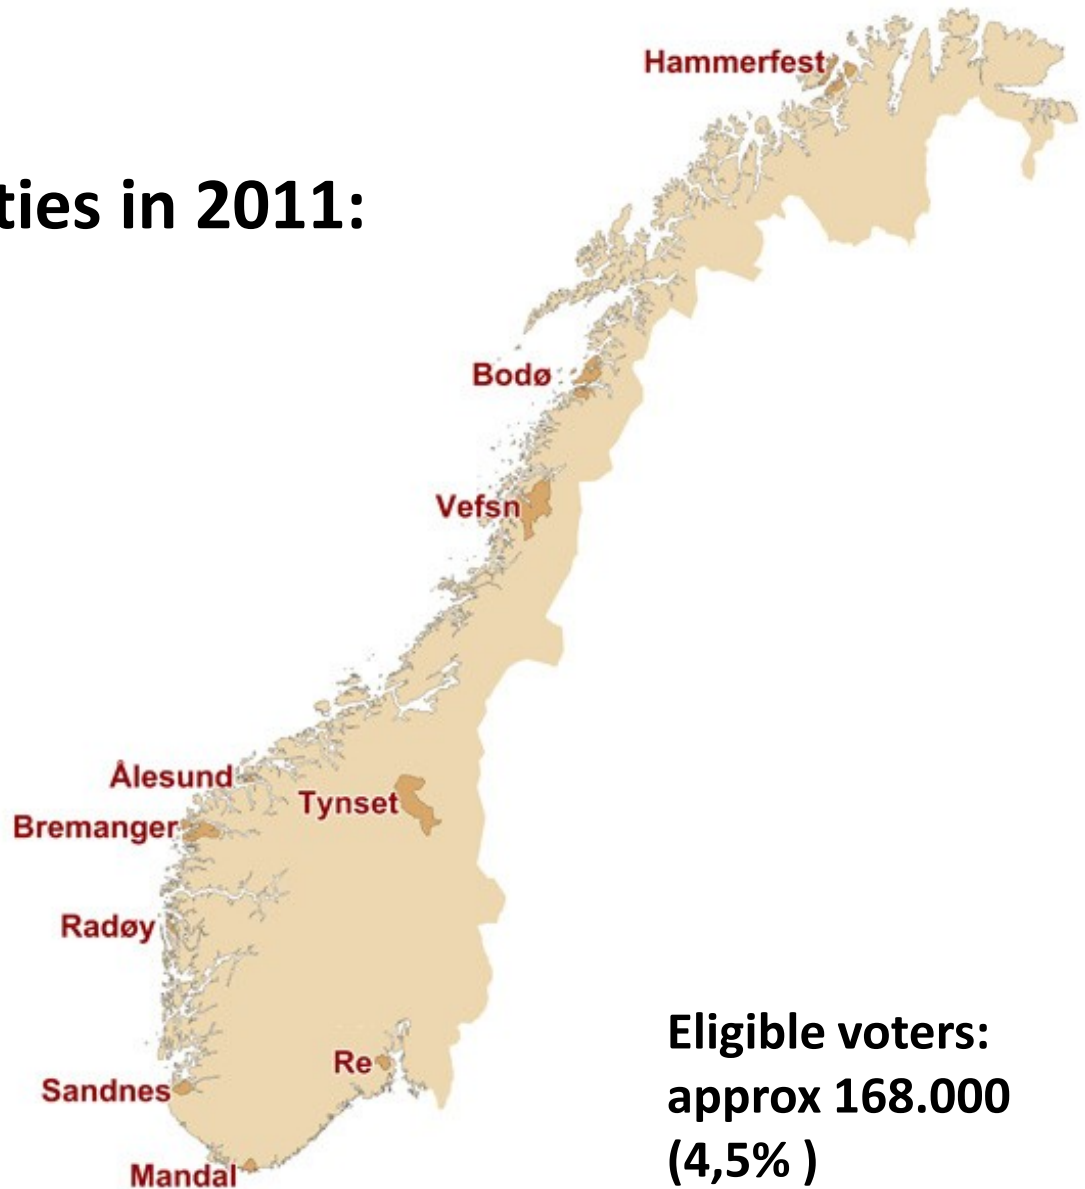 Hammerfest
ties in 2011:
Bodø
Vefsn
Ålesund
Tynset
Bremanger
Radøy
Re
Sandnes
Mandal
Eligible voters:
approx 168.000
(4,5% )